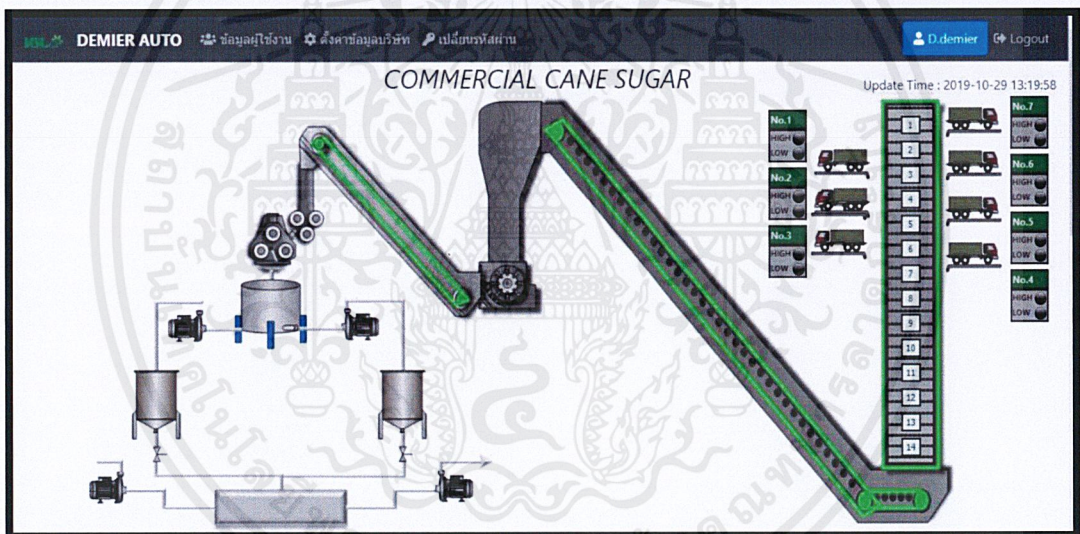 DEMIER AUTO ข้อมูลผู้ใช้งาน ตั้งค่าข้อมูลบริษัท เปลี่ยนรหัสผ่าน D.demier Logout
COMMERCIAL CANE SUGAR
Update Time : 2019-10-29 13:19:58
No.1
HIGH
LOW
No.2
HIGH
LOW
No.3
HIGH
LOW
1
2
3
4
5
6
7
8
9
10
11
12
13
14
No.7
HIGH
LOW
No.6
HIGH
LOW
No.5
HIGH
LOW
No.4
HIGH
LOW